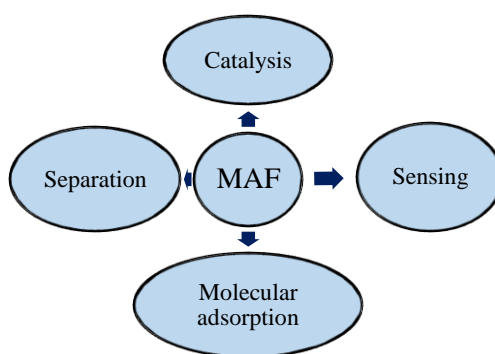 Catalysis
Separation
MAF
Sensing
Molecular
adsorption